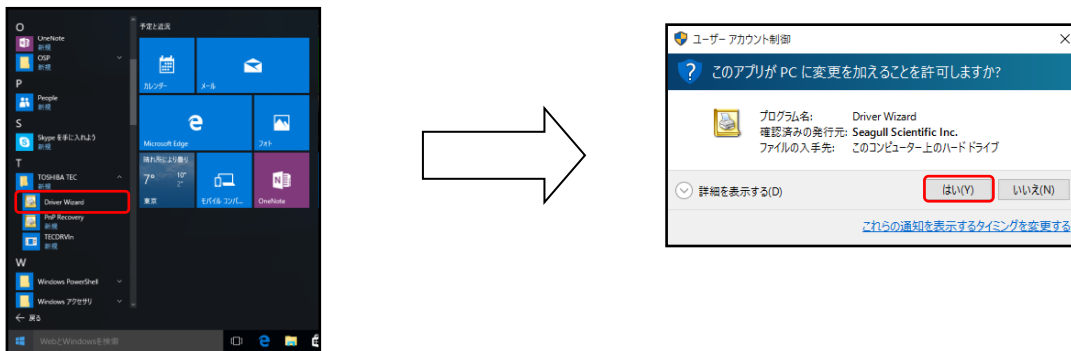 O
OneNote
新規
OSP
新規
P
People
新規
S
Skype を手に入れよう
新規
T
TOSHIBA TEC
新規
Driver Wizard
PnP Recovery
新規
TECDRVIn
新規
W
Windows PowerShell
Windows アクセサリ
戻る
WebとWindowsを検索
予定と近況
カレンダー
メール
Microsoft Edge
フォト
晴れ所により曇り
7°
10°
2°
東京
モバイル コンパ...
OneNote
ユーザー アカウント制御
このアプリが PC に変更を加えることを許可しますか?
プログラム名: Driver Wizard
確認済みの発行元: Seagull Scientific Inc.
ファイルの入手先: このコンピューター上のハード ドライブ
詳細を表示する(D)
はい(Y)
いいえ(N)
これらの通知を表示するタイミングを変更する